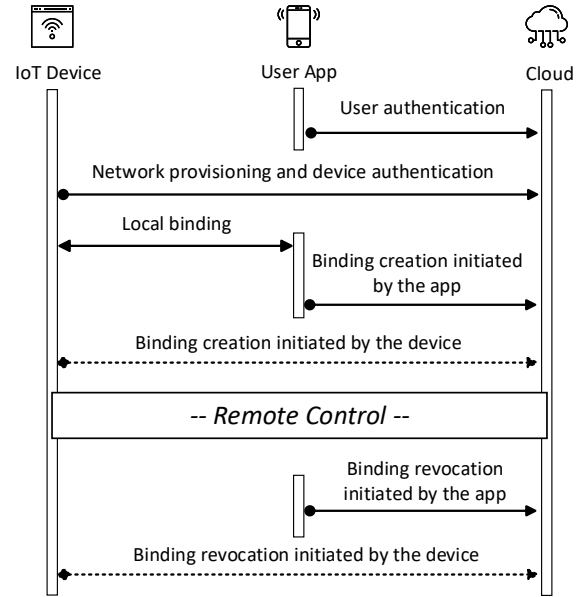 IoT Device
User App
Cloud
User authentication
Network provisioning and device authentication
Local binding
Binding creation initiated
by the app
Binding creation initiated by the device
-- Remote Control --
Binding revocation
initiated by the app
Binding revocation initiated by the device